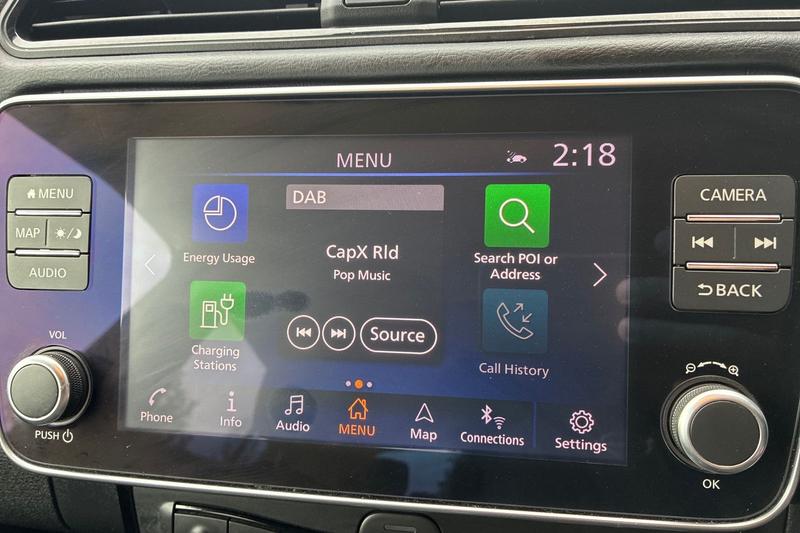 MENU
2:18
MENU
MAP
AUDIO
VOL
PUSH
DAB
CapX Rld
Pop Music
Source
Energy Usage
Charging
Stations
Search POI or
Address
Call History
Phone
Info
Audio
MENU
Map
Connections
Settings
CAMERA
BACK
OK